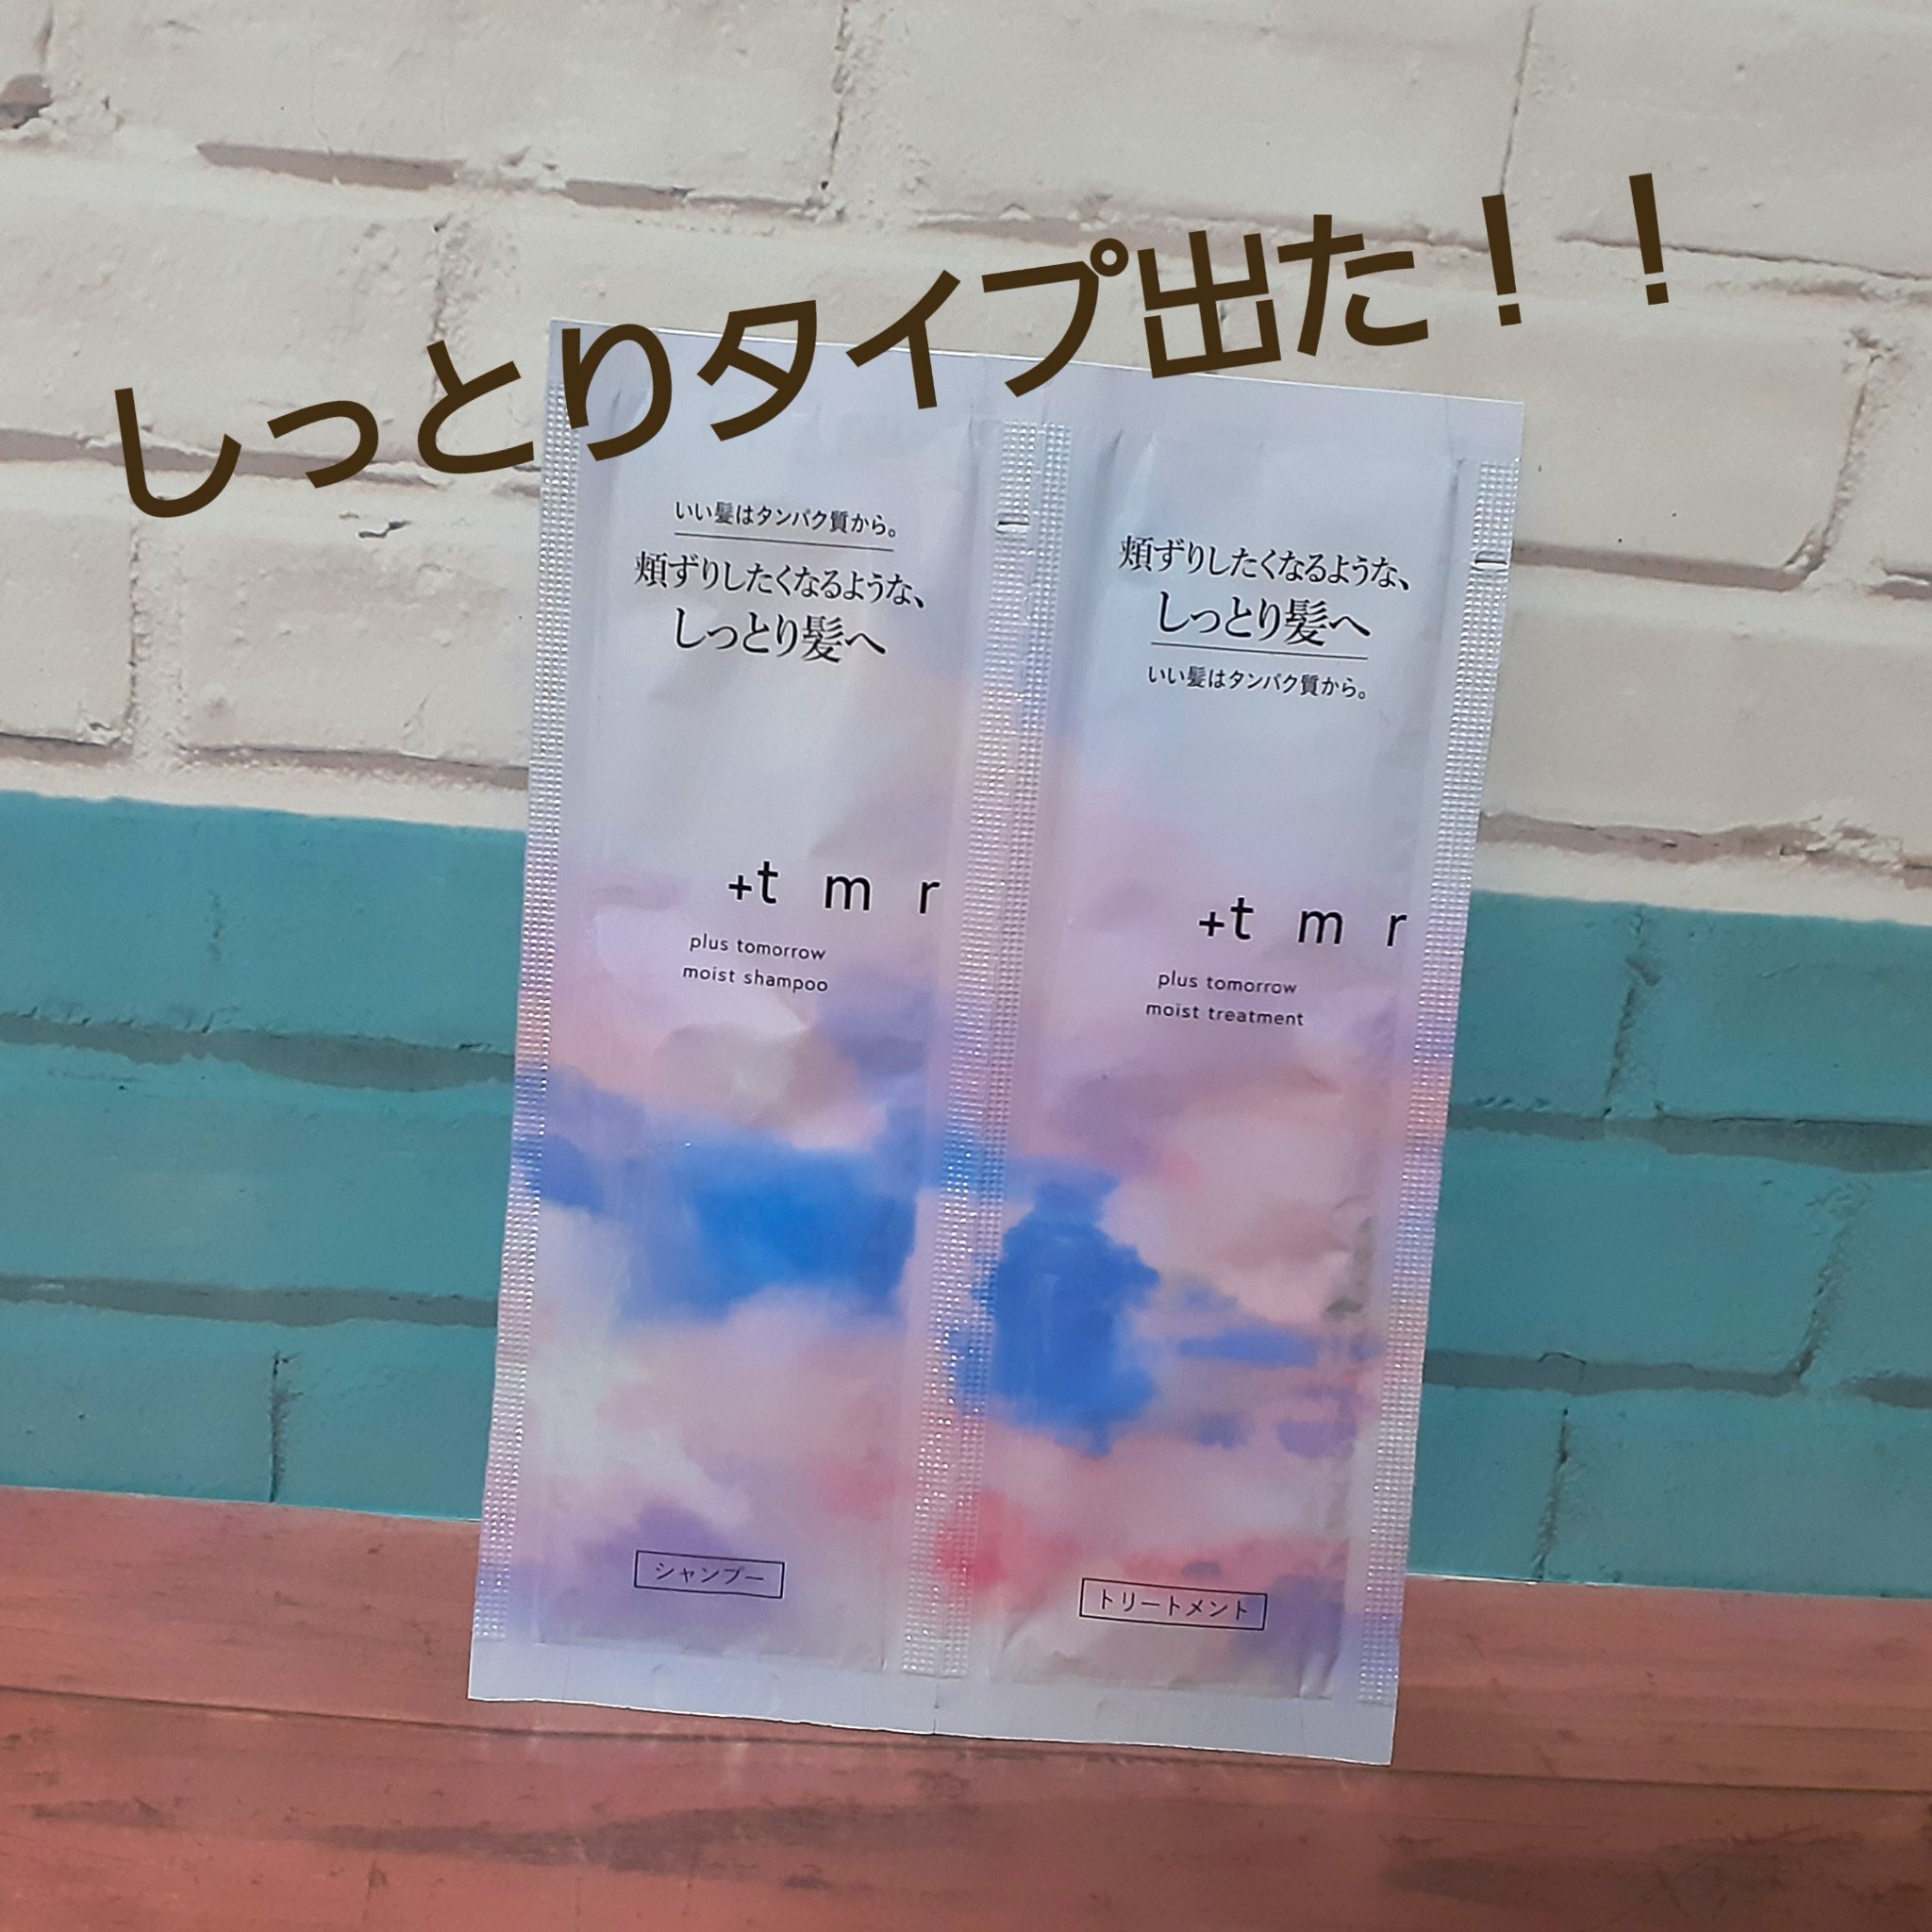 しっとりタイプ出た！！
いい髪はタンパク質から。
頬ずりしたくなるような、
しっとり髪へ
+t m r
plus tomorrow
moist shampoo
シャンプー
頬ずりしたくなるような、
しっとり髪へ
いい髪はタンパク質から。
+t m r
plus tomorrow
moist treatment
トリートメント